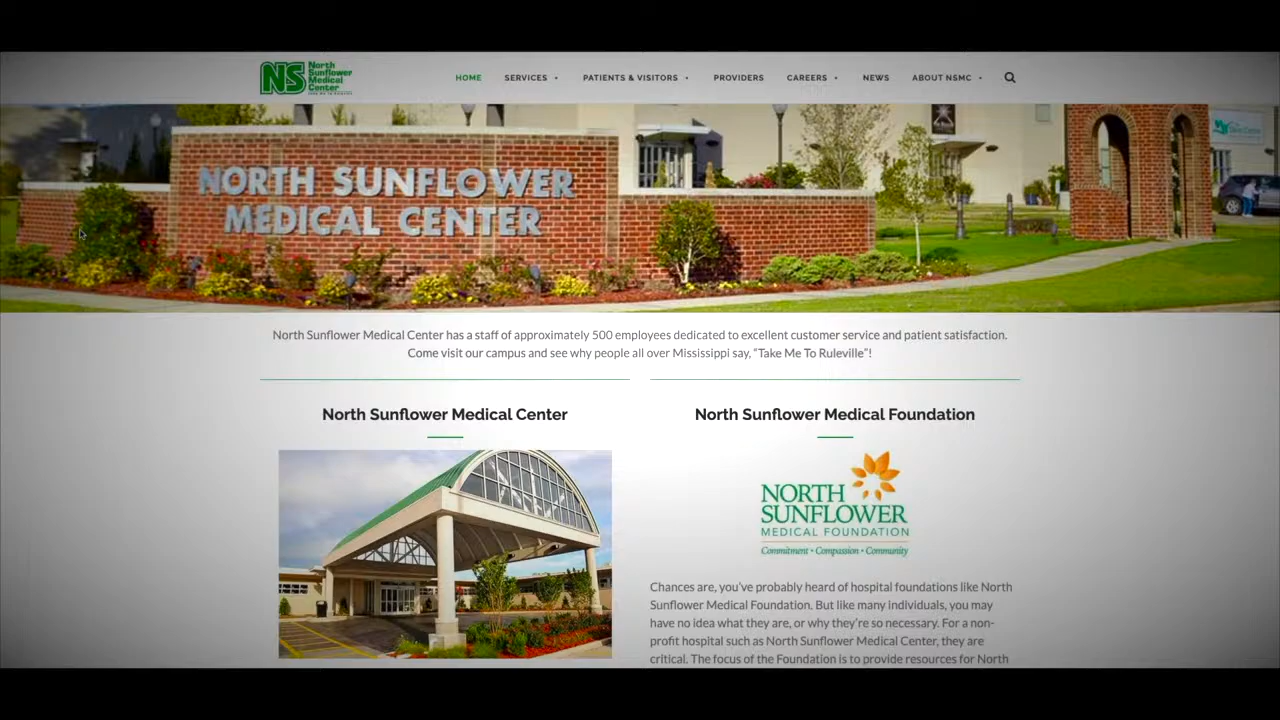 NS North
Sunflower
Medical
Center
HOME SERVICES PATIENTS & VISITORS PROVIDERS CAREERS NEWS ABOUT NSMC
NORTH SUNFLOWER
MEDICAL CENTER
North Sunflower Medical Center has a staff of approximately 500 employees dedicated to excellent customer service and patient satisfaction.
Come visit our campus and see why people all over Mississippi say, “Take Me To Ruleville”!
North Sunflower Medical Center
North Sunflower Medical Foundation
NORTH
SUNFLOWER
MEDICAL FOUNDATION
Commitment • Compassion • Community
Chances are, you’ve probably heard of hospital foundations like North
Sunflower Medical Foundation. But like many individuals, you may
have no idea what they are, or why they’re so necessary. For a non-
profit hospital such as North Sunflower Medical Center, they are
critical. The focus of the Foundation is to provide resources for North